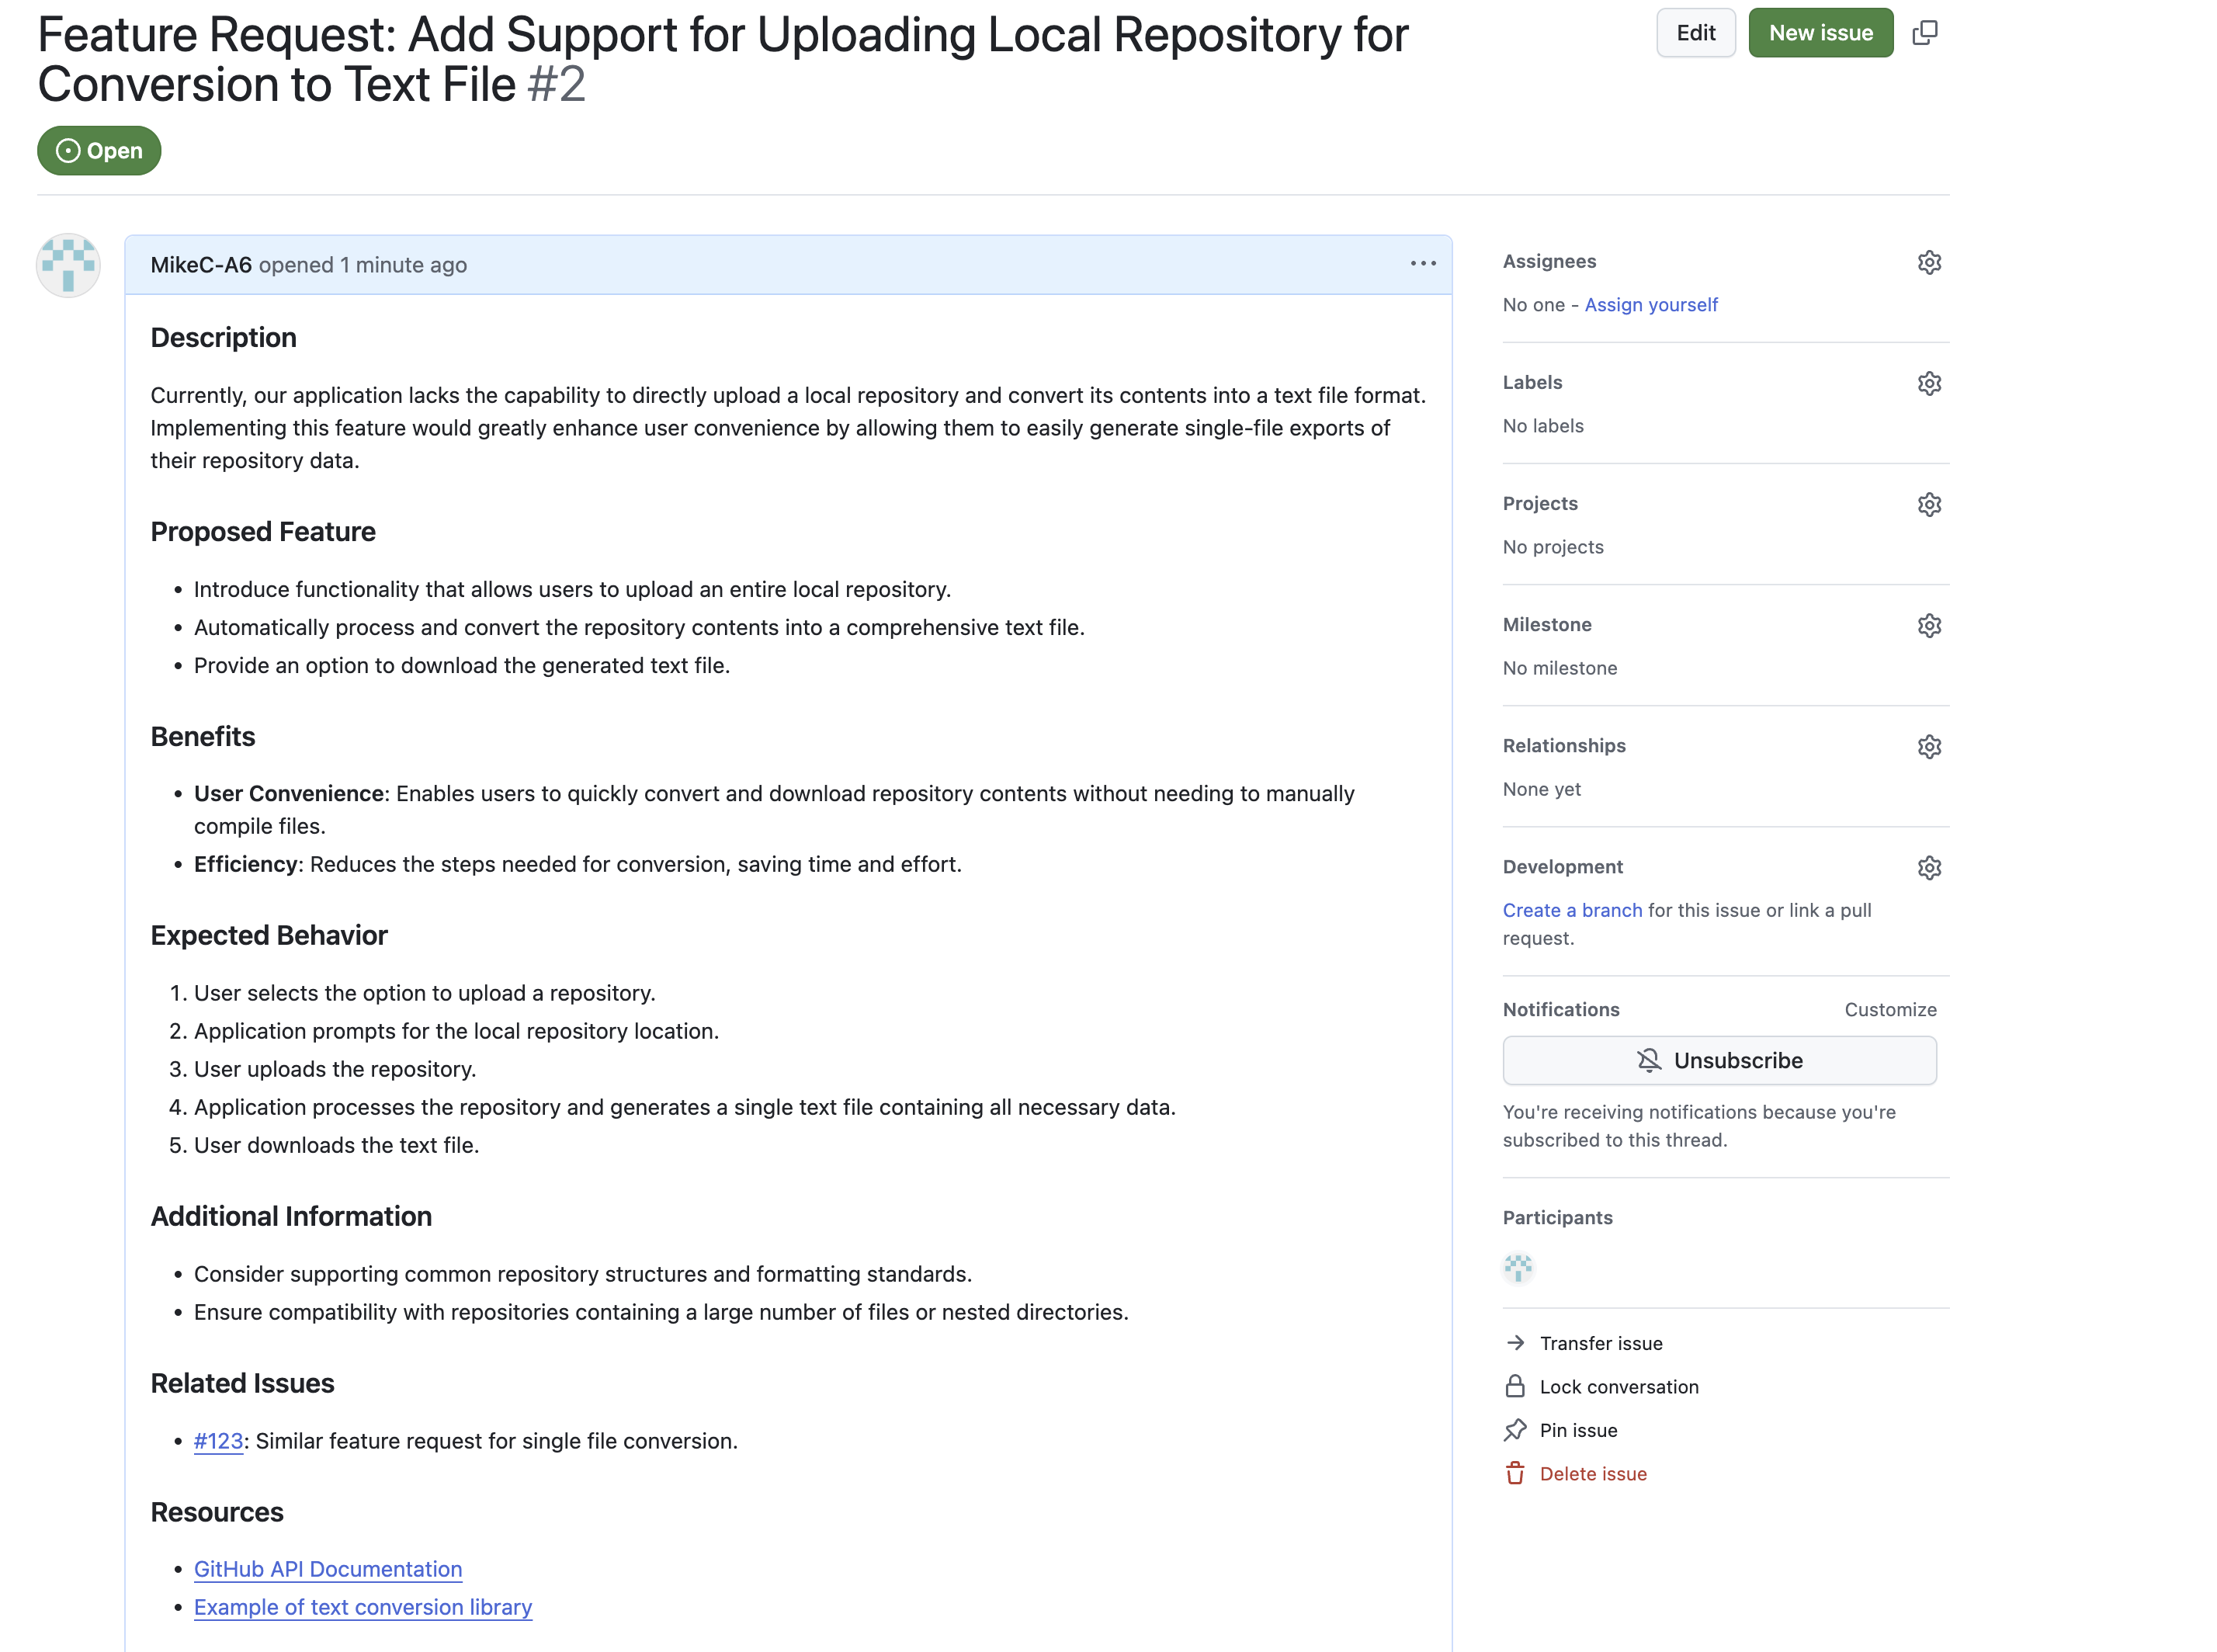 Feature Request: Add Support for Uploading Local Repository for
Conversion to Text File #2
Edit
New issue
Open
MikeC-A6 opened 1 minute ago
Description
Currently, our application lacks the capability to directly upload a local repository and convert its contents into a text file format.
Implementing this feature would greatly enhance user convenience by allowing them to easily generate single-file exports of
their repository data.
Proposed Feature
• Introduce functionality that allows users to upload an entire local repository.
• Automatically process and convert the repository contents into a comprehensive text file.
• Provide an option to download the generated text file.
Benefits
• User Convenience: Enables users to quickly convert and download repository contents without needing to manually
compile files.
• Efficiency: Reduces the steps needed for conversion, saving time and effort.
Expected Behavior
1. User selects the option to upload a repository.
2. Application prompts for the local repository location.
3. User uploads the repository.
4. Application processes the repository and generates a single text file containing all necessary data.
5. User downloads the text file.
Additional Information
• Consider supporting common repository structures and formatting standards.
• Ensure compatibility with repositories containing a large number of files or nested directories.
Related Issues
• #123: Similar feature request for single file conversion.
Resources
• GitHub API Documentation
• Example of text conversion library
Assignees
No one - Assign yourself
Labels
No labels
Projects
No projects
Milestone
No milestone
Relationships
None yet
Development
Create a branch for this issue or link a pull
request.
Notifications
Customize
Unsubscribe
You're receiving notifications because you're
subscribed to this thread.
Participants
Transfer issue
Lock conversation
Pin issue
Delete issue